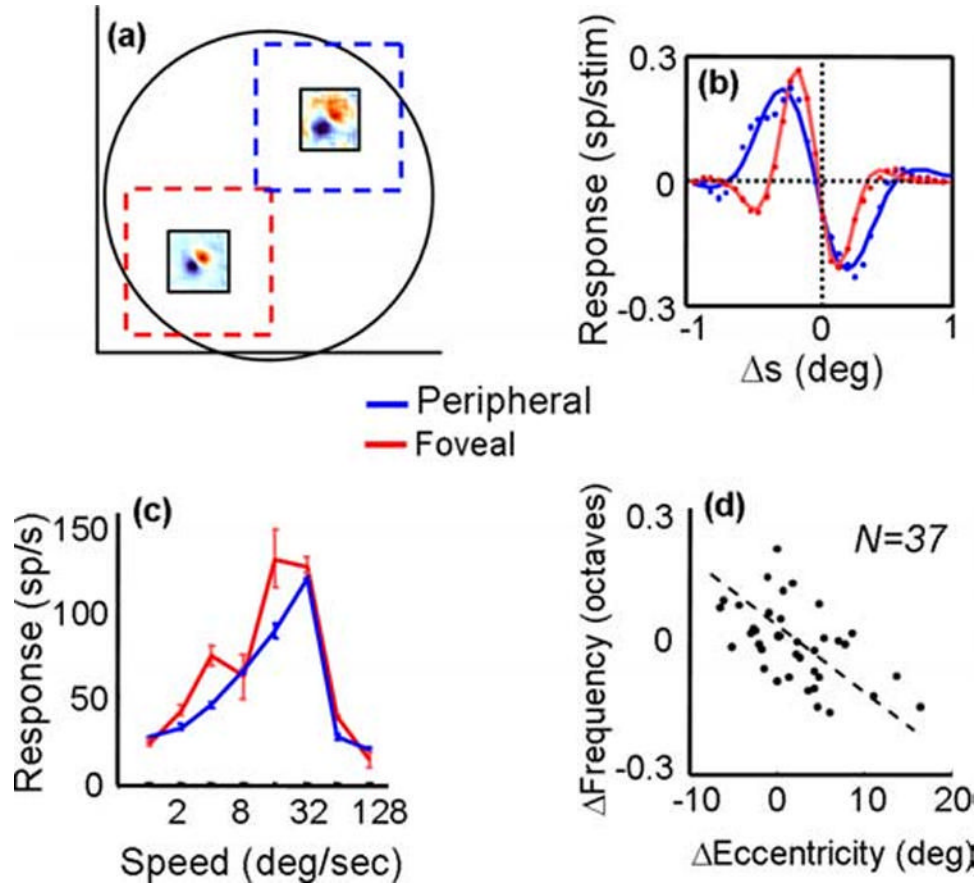 (a)
(b)
Response (sp/stim)
0.3
0
-0.3
-1
0
1
Δs (deg)
Peripheral
Foveal
(c)
Response (sp/s)
150
100
50
0
2
8
32
128
Speed (deg/sec)
(d)
N=37
ΔFrequency (octaves)
0.3
0
-0.3
-10
0
10
20
ΔEccentricity (deg)